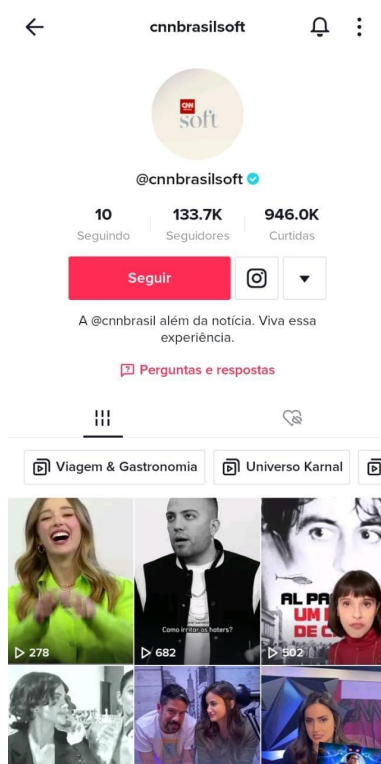 cnnbrasilsoft
CNN
soft
@cnnbrasilsoft
10 133.7K 946.0K
Seguindo Seguidores Curtidas
Seguir
A @cnnbrasil além da notícia. Viva essa
experiência.
Perguntas e respostas
Viagem & Gastronomia Universo Karnal
Como irritar os haters?
AL PA
UM
DE C
278 682 502